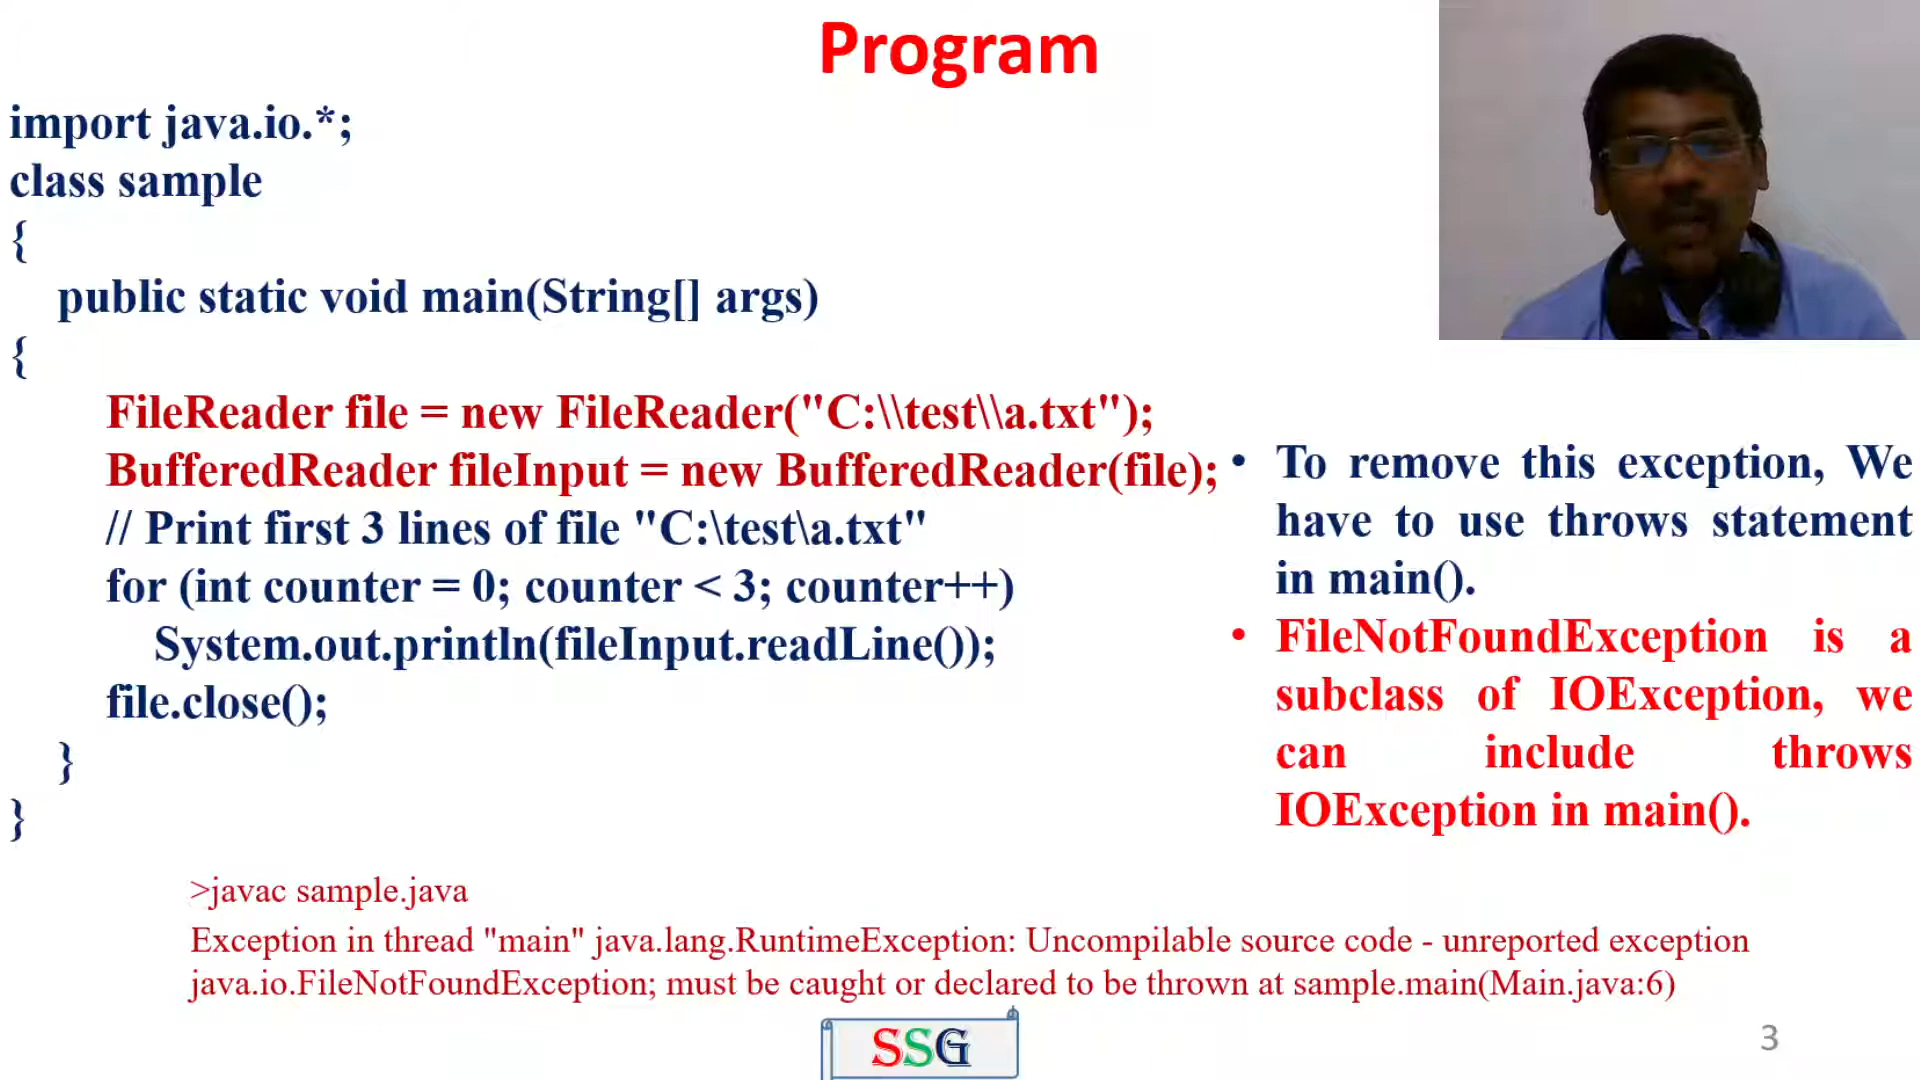 Program
import java.io.*;
class sample
{
public static void main(String[] args)
{
FileReader file = new FileReader("C:\\test\\a.txt");
BufferedReader fileInput = new BufferedReader(file);
// Print first 3 lines of file "C:\test\a.txt"
for (int counter = 0; counter < 3; counter++)
System.out.println(fileInput.readLine());
file.close();
}
}
• To remove this exception, We
have to use throws statement
in main().
• FileNotFoundException is a
subclass of IOException, we
can include throws
IOException in main().
>javac sample.java
Exception in thread "main" java.lang.RuntimeException: Uncompilable source code - unreported exception
java.io.FileNotFoundException; must be caught or declared to be thrown at sample.main(Main.java:6)
SSG
3